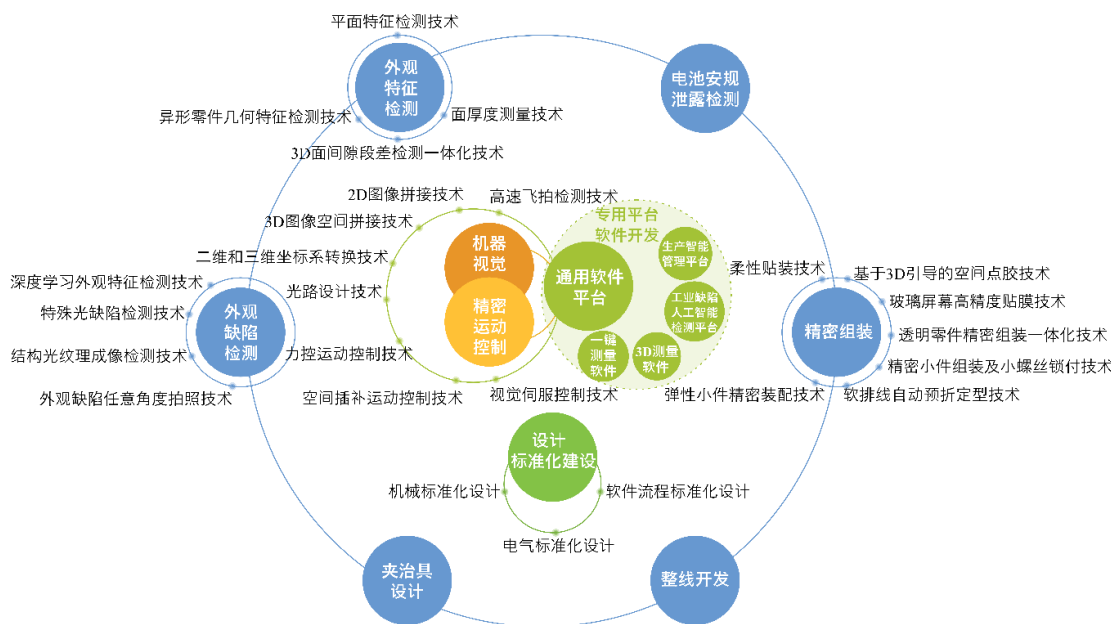 平面特征检测技术
外观
特征
检测
异形零件几何特征检测技术
面厚度测量技术
3D面间隙段差检测一体化技术
电池安规
泄露检测
2D图像拼接技术
高速飞拍检测技术
3D图像空间拼接技术
二维和三维坐标系转换技术
光路设计技术
力控运动控制技术
空间插补运动控制技术
视觉伺服控制技术
机器
视觉
精密
运动
控制
通用软件
平台
专用平台
软件开发
生产智能
管理平台
工业缺陷
人工智能
检测平台
一键
测量
软件
3D测量
软件
深度学习外观特征检测技术
特殊光缺陷检测技术
结构光纹理成像检测技术
外观缺陷任意角度拍照技术
外观
缺陷
检测
柔性贴装技术
基于3D引导的空间点胶技术
玻璃屏幕高精度贴膜技术
透明零件精密组装一体化技术
精密小件组装及小螺丝锁付技术
弹性小件精密装配技术
软排线自动预折定型技术
精密组装
设计
标准化建设
机械标准化设计
软件流程标准化设计
电气标准化设计
夹治具
设计
整线开发